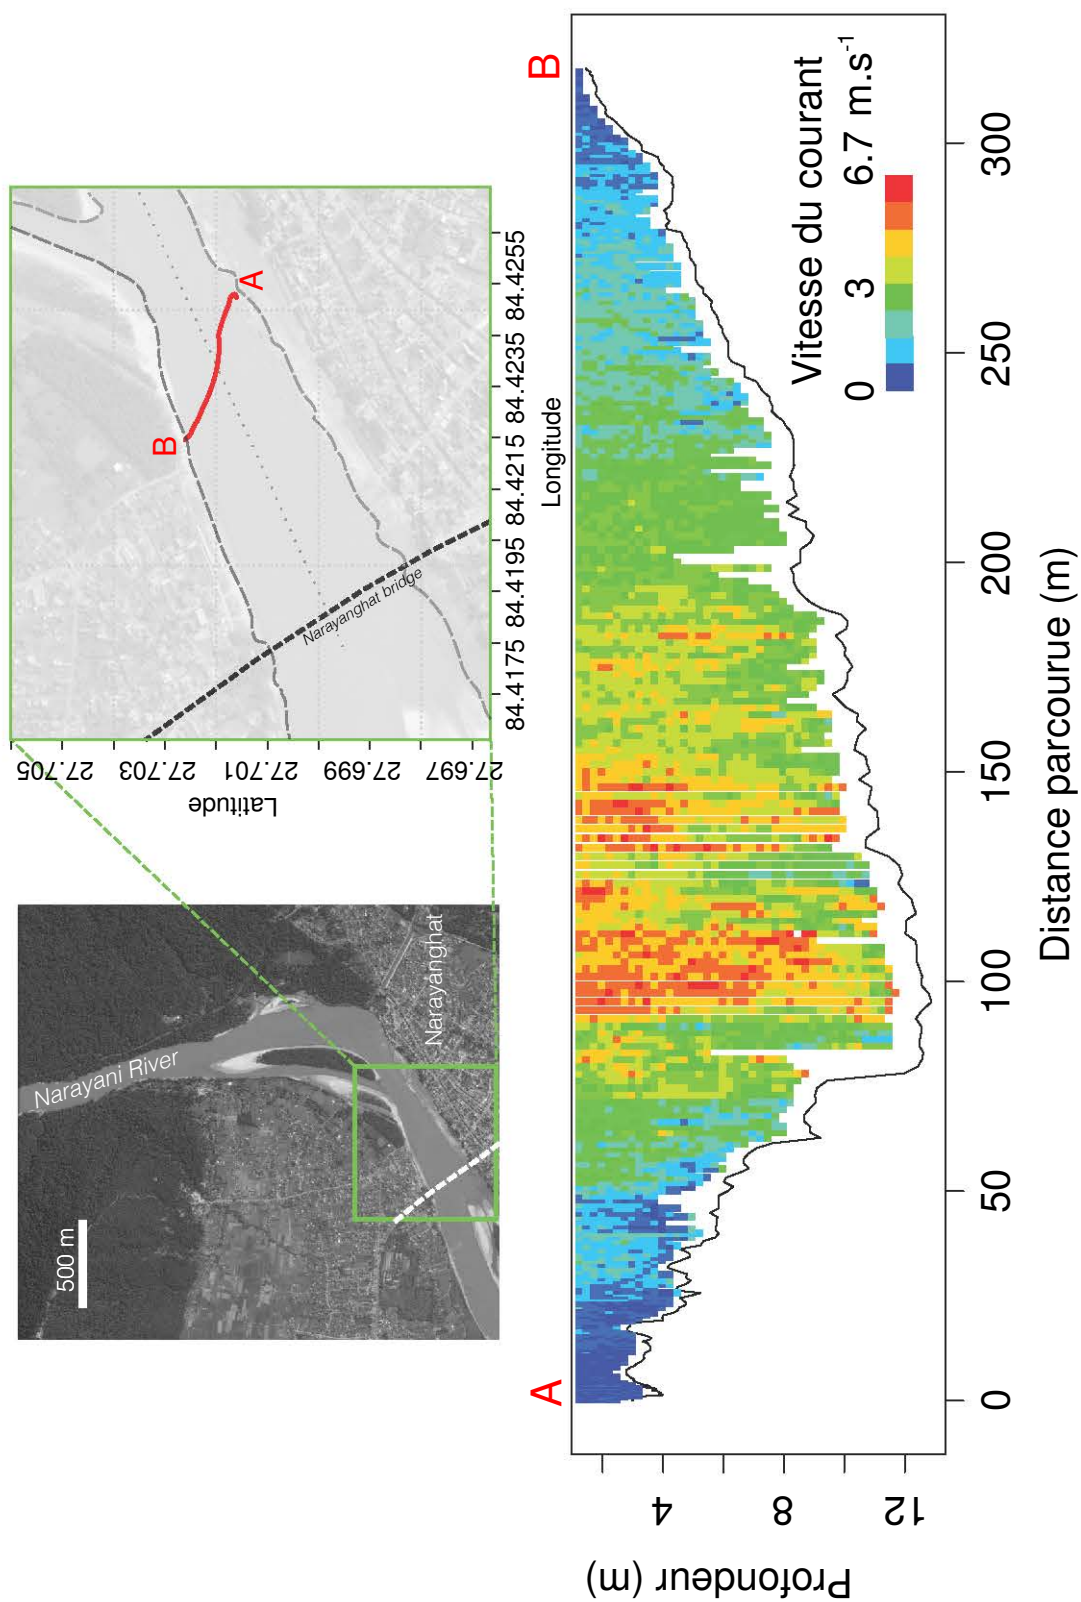 Narayani River
Narayanghat
500 m
27.705
27.703
27.701
27.699
27.697
Latitude
84.4175
84.4195
84.4215
84.4235
84.4255
Longitude
Narayanghat bridge
A
B
A
B
Vitesse du courant
0
3
6.7 m.s⁻¹
4
8
12
Profondeur (m)
0
50
100
150
200
250
300
Distance parcourue (m)